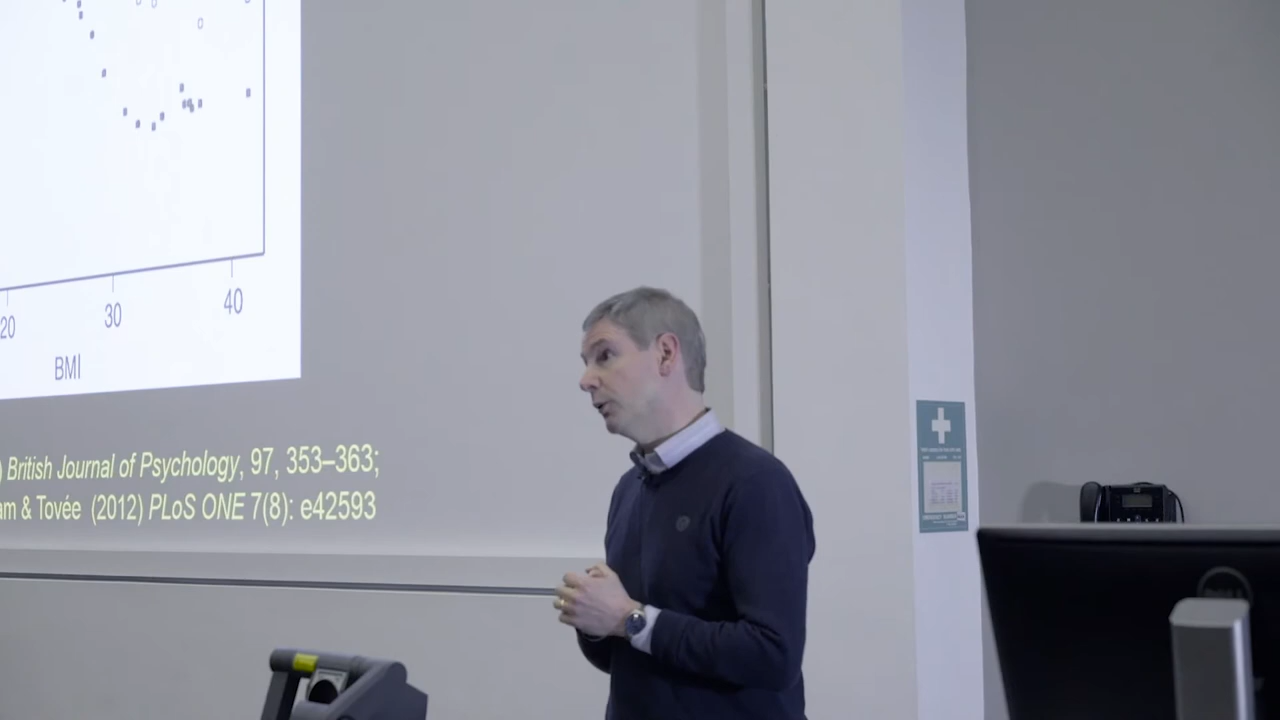 20
30
40
BMI
) British Journal of Psychology, 97, 353–363;
am & Tovée (2012) PLoS ONE 7(8): e42593